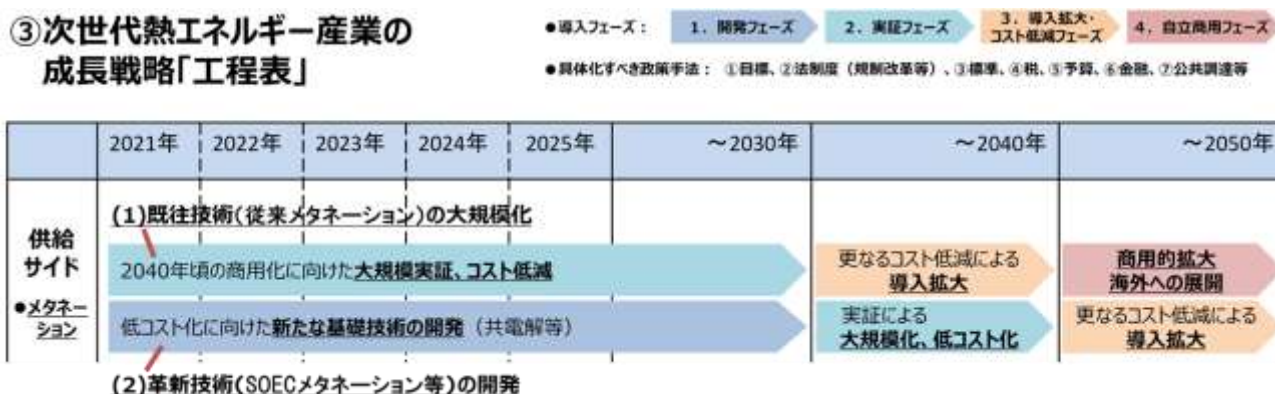 ③次世代熱エネルギー産業の
成長戦略「工程表」
●導入フェーズ： 1．開発フェーズ 2．実証フェーズ 3．導入拡大・コスト低減フェーズ 4．自立商用フェーズ
●具体化すべき政策手法： ①目標、②法制度（規制改革等）、③標準、④税、⑤予算、⑥金融、⑦公共調達等
2021年 2022年 2023年 2024年 2025年 ～2030年 ～2040年 ～2050年
供給
サイド
●メタネー
ション
(1)既往技術(従来メタネーション)の大規模化
2040年頃の商用化に向けた大規模実証、コスト低減
更なるコスト低減による
導入拡大
商用的拡大
海外への展開
低コスト化に向けた新たな基礎技術の開発（共電解等）
実証による
大規模化、低コスト化
更なるコスト低減による
導入拡大
(2)革新技術(SOECメタネーション等)の開発